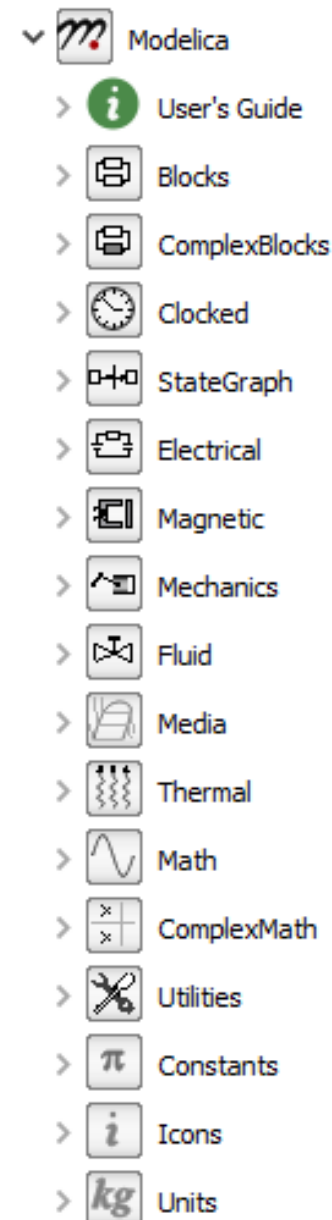 Modelica
User's Guide
Blocks
ComplexBlocks
Clocked
StateGraph
Electrical
Magnetic
Mechanics
Fluid
Media
Thermal
Math
ComplexMath
Utilities
π Constants
i Icons
kg Units